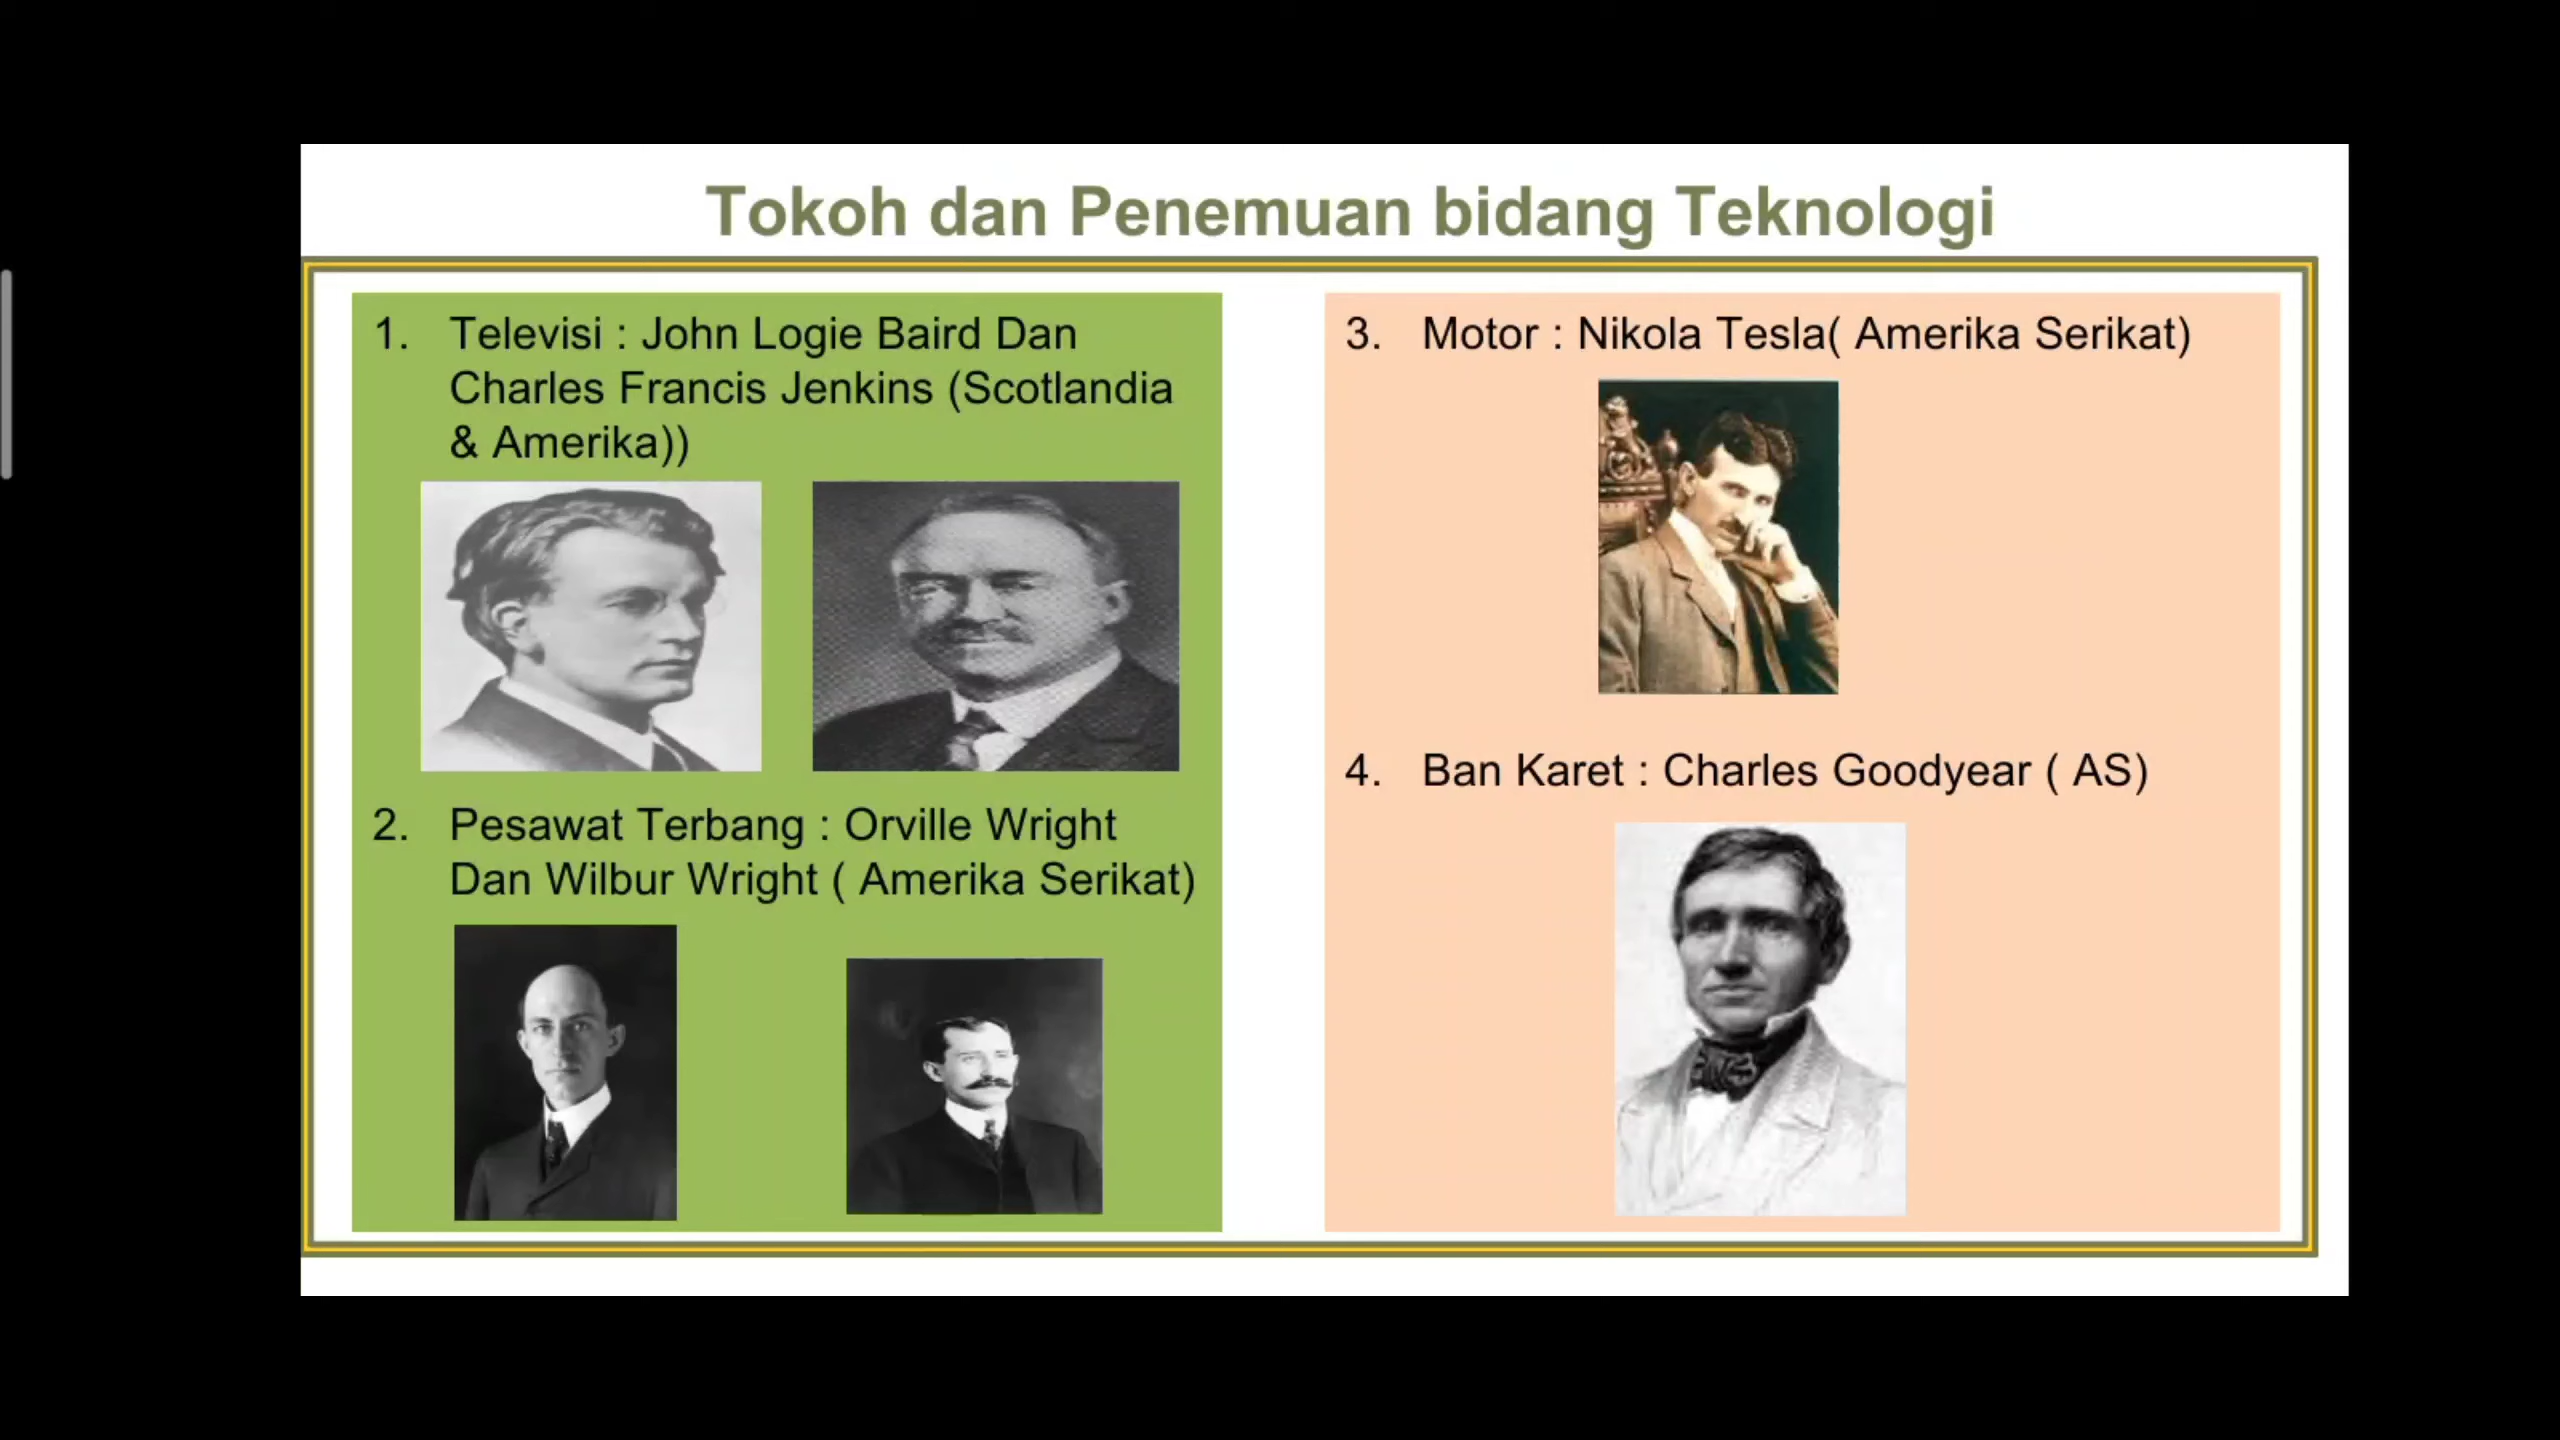 Tokoh dan Penemuan bidang Teknologi
1. Televisi : John Logie Baird Dan
Charles Francis Jenkins (Scotlandia
& Amerika))
2. Pesawat Terbang : Orville Wright
Dan Wilbur Wright ( Amerika Serikat)
3. Motor : Nikola Tesla( Amerika Serikat)
4. Ban Karet : Charles Goodyear ( AS)